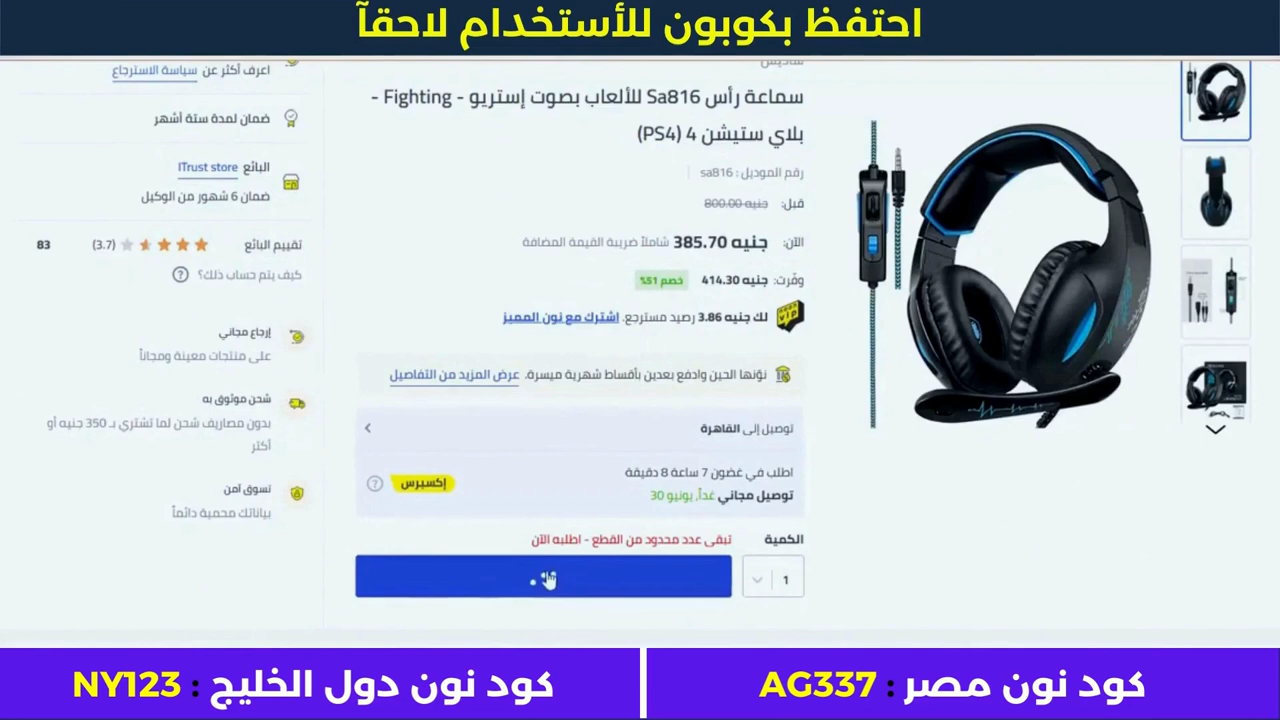 احتفظ بكوبون للأستخدام لاحقآ
ساديس
سماعة رأس Sa816 للألعاب بصوت إستريو - Fighting -
بلاي ستيشن 4 (PS4)
رقم الموديل : sa816
قبل: جنيه 800.00
الآن: جنيه 385.70 شاملاً ضريبة القيمة المضافة
وفّرت: جنيه 414.30 خصم 51%
لك جنيه 3.86 رصيد مسترجع. اشترك مع نون المميز
نوّنها الحين وادفع بعدين بأقساط شهرية ميسرة. عرض المزيد من التفاصيل
توصيل إلى القاهرة
اطلب في غضون 7 ساعة 8 دقيقة
توصيل مجاني غداً, يونيو 30
إكسبرس
الكمية
تبقى عدد محدود من القطع - اطلبه الآن
1
اعرف أكثر عن سياسة الاسترجاع
ضمان لمدة ستة أشهر
البائع ITrust store
ضمان 6 شهور من الوكيل
تقييم البائع (3.7) 83
كيف يتم حساب ذلك؟
إرجاع مجاني
على منتجات معينة ومجاناً
شحن موثوق به
بدون مصاريف شحن لما تشتري بـ 350 جنيه أو
أكثر
تسوق آمن
بياناتك محمية دائماً
كود نون مصر : AG337
كود نون دول الخليج : NY123